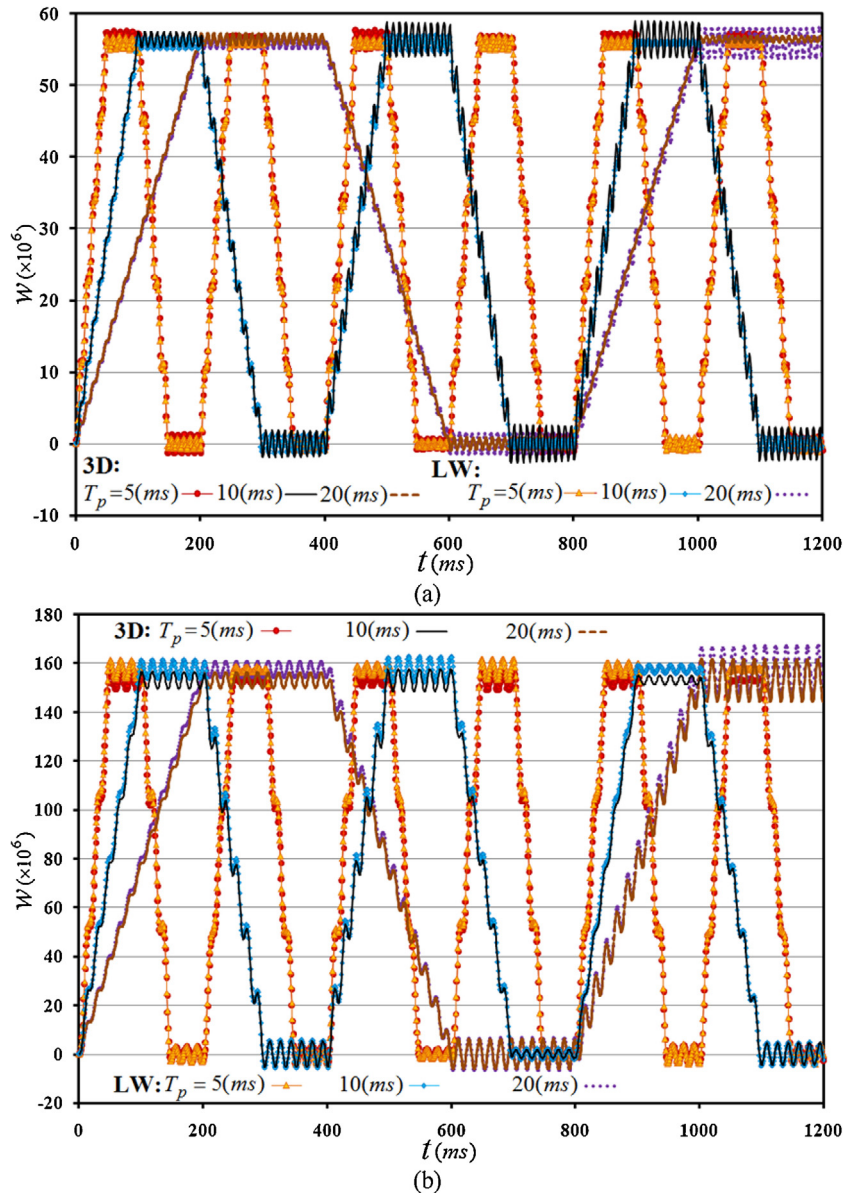 60
50
40
30
20
10
0
-10
w(×10⁶)
3D:
LW:
Tp=5(ms) 10(ms) 20(ms) Tp=5(ms) 10(ms) 20(ms)
0 200 400 600 800 1000 1200
t (ms)
(a)
180
160
140
120
100
80
60
40
20
0
-20
w(×10⁶)
3D: Tp=5(ms) 10(ms) 20(ms)
LW: Tp=5(ms) 10(ms) 20(ms)
0 200 400 600 800 1000 1200
t (ms)
(b)